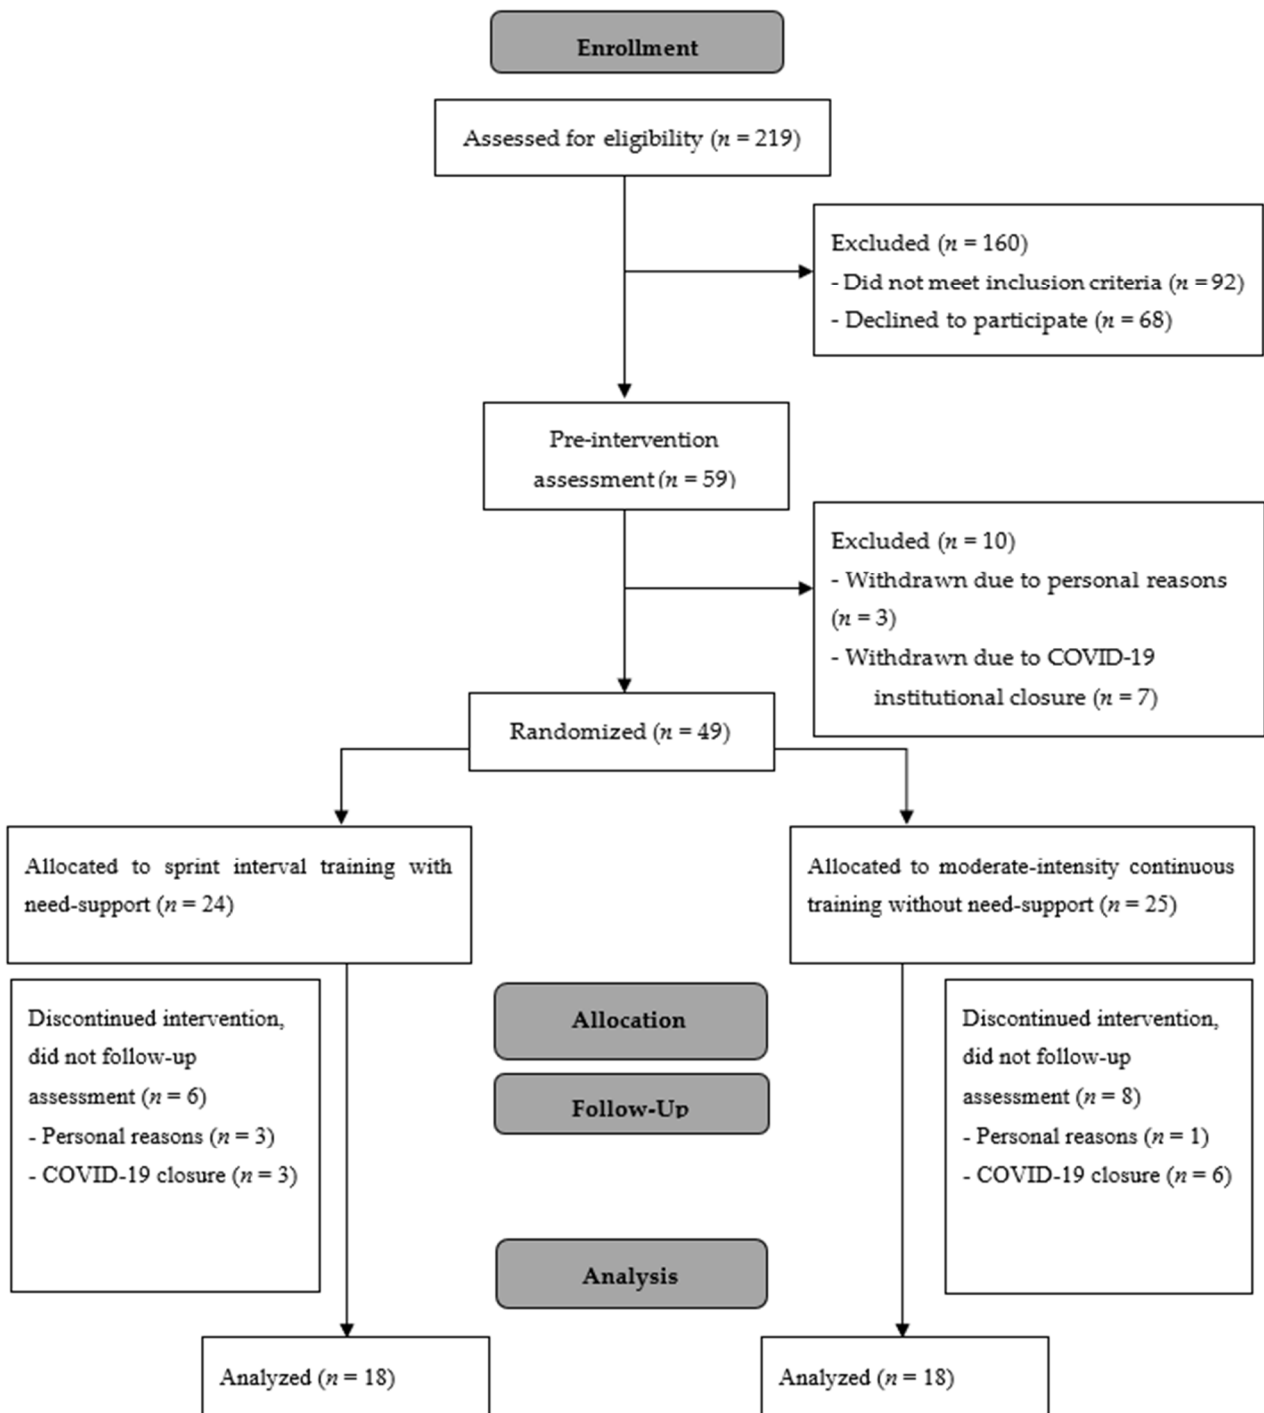 Enrollment
Assessed for eligibility (n = 219)
Excluded (n = 160)
- Did not meet inclusion criteria (n = 92)
- Declined to participate (n = 68)
Pre-intervention
assessment (n = 59)
Excluded (n = 10)
- Withdrawn due to personal reasons
(n = 3)
- Withdrawn due to COVID-19
institutional closure (n = 7)
Randomized (n = 49)
Allocated to sprint interval training with
need-support (n = 24)
Allocated to moderate-intensity continuous
training without need-support (n = 25)
Discontinued intervention,
did not follow-up
assessment (n = 6)
- Personal reasons (n = 3)
- COVID-19 closure (n = 3)
Allocation
Follow-Up
Discontinued intervention,
did not follow-up
assessment (n = 8)
- Personal reasons (n = 1)
- COVID-19 closure (n = 6)
Analysis
Analyzed (n = 18)
Analyzed (n = 18)